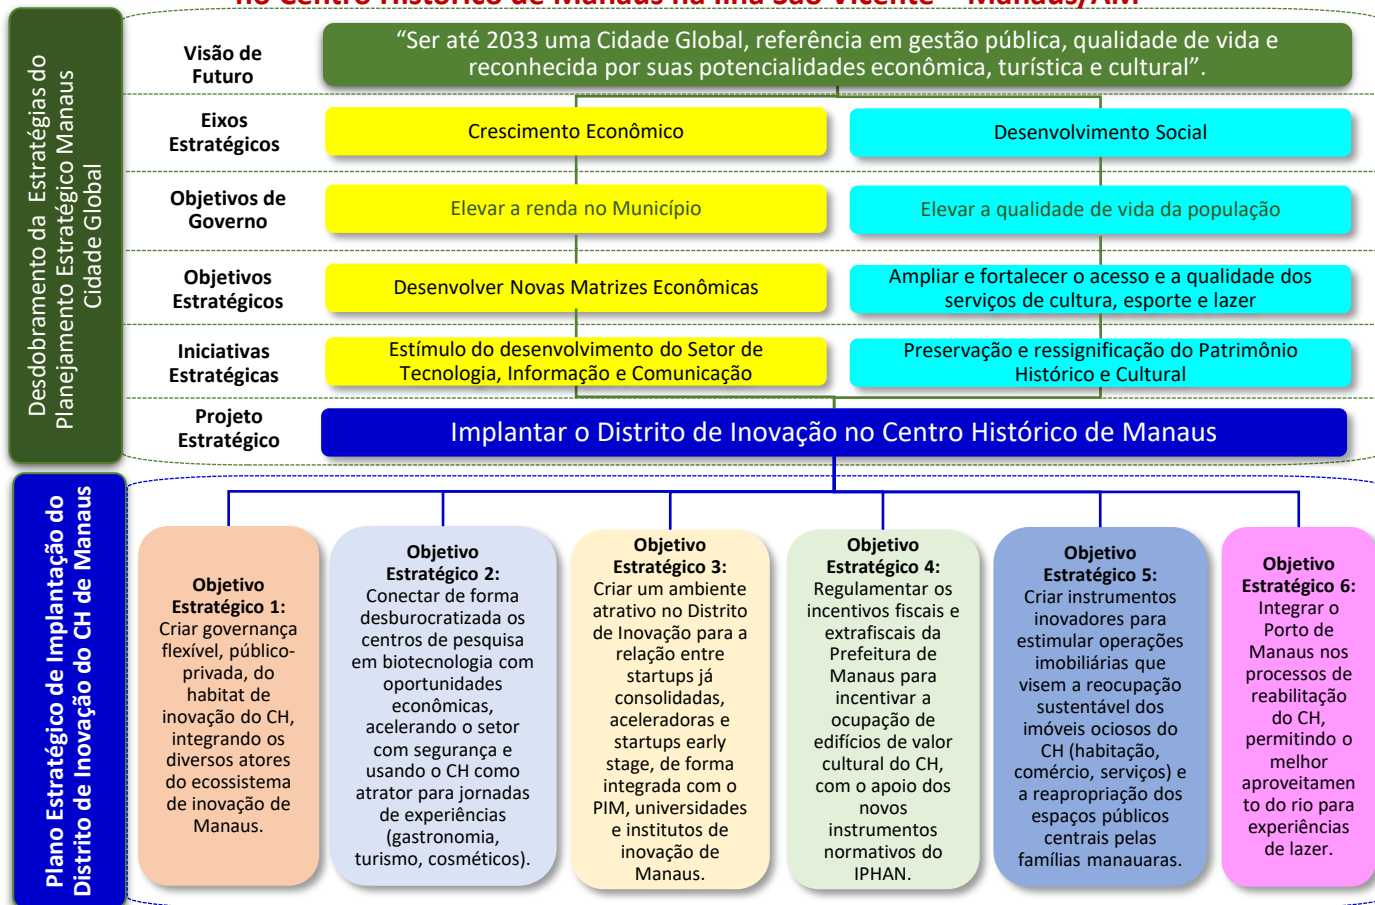 no Centro Histórico de Manaus na Ilha São Vicente – Manaus/AM
Desdobramento da Estratégias do
Planejamento Estratégico Manaus
Cidade Global
Visão de
Futuro
“Ser até 2033 uma Cidade Global, referência em gestão pública, qualidade de vida e
reconhecida por suas potencialidades econômica, turística e cultural”.
Eixos
Estratégicos
Crescimento Econômico
Desenvolvimento Social
Objetivos de
Governo
Elevar a renda no Município
Elevar a qualidade de vida da população
Objetivos
Estratégicos
Desenvolver Novas Matrizes Econômicas
Ampliar e fortalecer o acesso e a qualidade dos
serviços de cultura, esporte e lazer
Iniciativas
Estratégicas
Estímulo do desenvolvimento do Setor de
Tecnologia, Informação e Comunicação
Preservação e ressignificação do Patrimônio
Histórico e Cultural
Projeto
Estratégico
Implantar o Distrito de Inovação no Centro Histórico de Manaus
Plano Estratégico de Implantação do
Distrito de Inovação do CH de Manaus
Objetivo
Estratégico 1:
Criar governança
flexível, público-
privada, do
habitat de
inovação do CH,
integrando os
diversos atores
do ecossistema
de inovação de
Manaus.
Objetivo
Estratégico 2:
Conectar de forma
desburocratizada os
centros de pesquisa
em biotecnologia com
oportunidades
econômicas,
acelerando o setor
com segurança e
usando o CH como
atrator para jornadas
de experiências
(gastronomia,
turismo, cosméticos).
Objetivo
Estratégico 3:
Criar um ambiente
atrativo no Distrito
de Inovação para a
relação entre
startups já
consolidadas,
aceleradoras e
startups early
stage, de forma
integrada com o
PIM, universidades
e institutos de
inovação de
Manaus.
Objetivo
Estratégico 4:
Regulamentar os
incentivos fiscais e
extrafiscais da
Prefeitura de
Manaus para
incentivar a
ocupação de
edifícios de valor
cultural do CH,
com o apoio dos
novos
instrumentos
normativos do
IPHAN.
Objetivo
Estratégico 5:
Criar instrumentos
inovadores para
estimular operações
imobiliárias que
visem a reocupação
sustentável dos
imóveis ociosos do
CH (habitação,
comércio, serviços) e
a reapropriação dos
espaços públicos
centrais pelas
famílias manauaras.
Objetivo
Estratégico 6:
Integrar o
Porto de
Manaus nos
processos de
reabilitação
do CH,
permitindo o
melhor
aproveitamen
to do rio para
experiências
de lazer.